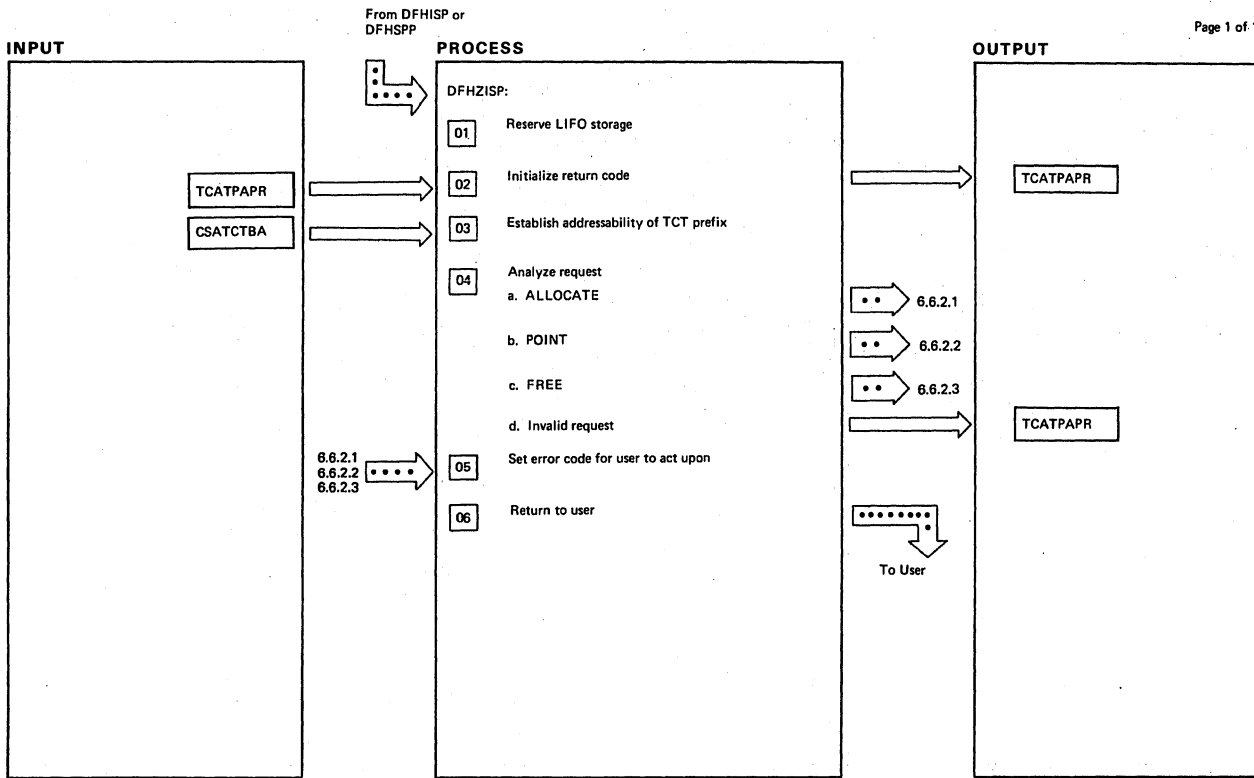 From DFHISP or
DFHSPP
Page 1 of 1
INPUT
PROCESS
OUTPUT
DFHZISP:
01 Reserve LIFO storage
TCATPAPR
02 Initialize return code
TCATPAPR
CSATCTBA
03 Establish addressability of TCT prefix
04 Analyze request
a. ALLOCATE
6.6.2.1
b. POINT
6.6.2.2
c. FREE
6.6.2.3
d. Invalid request
TCATPAPR
6.6.2.1
6.6.2.2
6.6.2.3
05 Set error code for user to act upon
06 Return to user
To User